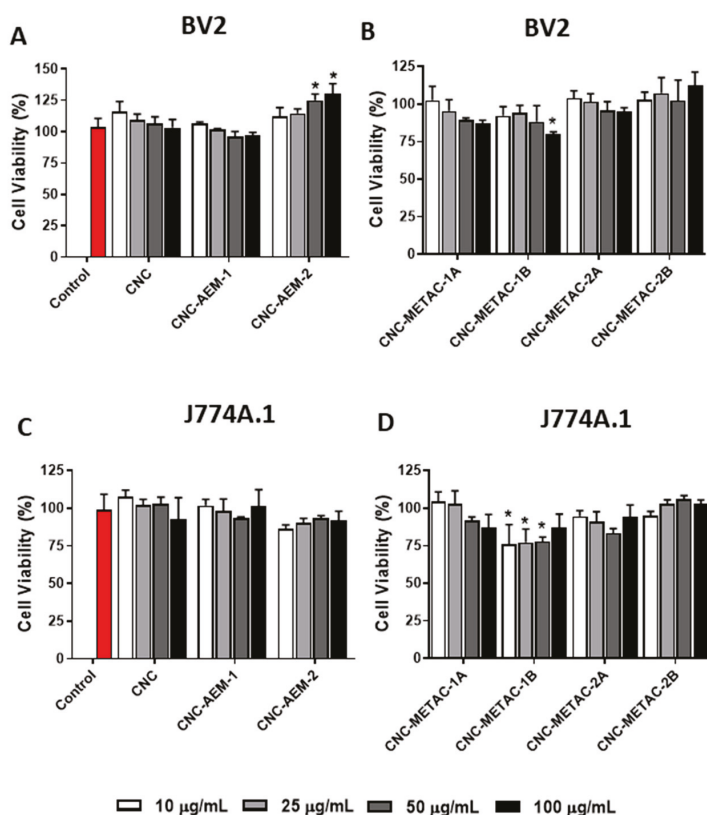 A
BV2
Cell Viability (%)
150
125
100
75
50
25
0
* *
Control
CNC
CNC-AEM-1
CNC-AEM-2
B
BV2
Cell Viability (%)
125
100
75
50
25
0
*
CNC-METAC-1A
CNC-METAC-1B
CNC-METAC-2A
CNC-METAC-2B
C
J774A.1
Cell Viability (%)
125
100
75
50
25
0
Control
CNC
CNC-AEM-1
CNC-AEM-2
D
J774A.1
Cell Viability (%)
125
100
75
50
25
0
* * *
CNC-METAC-1A
CNC-METAC-1B
CNC-METAC-2A
CNC-METAC-2B
10 µg/mL 25 µg/mL 50 µg/mL 100 µg/mL